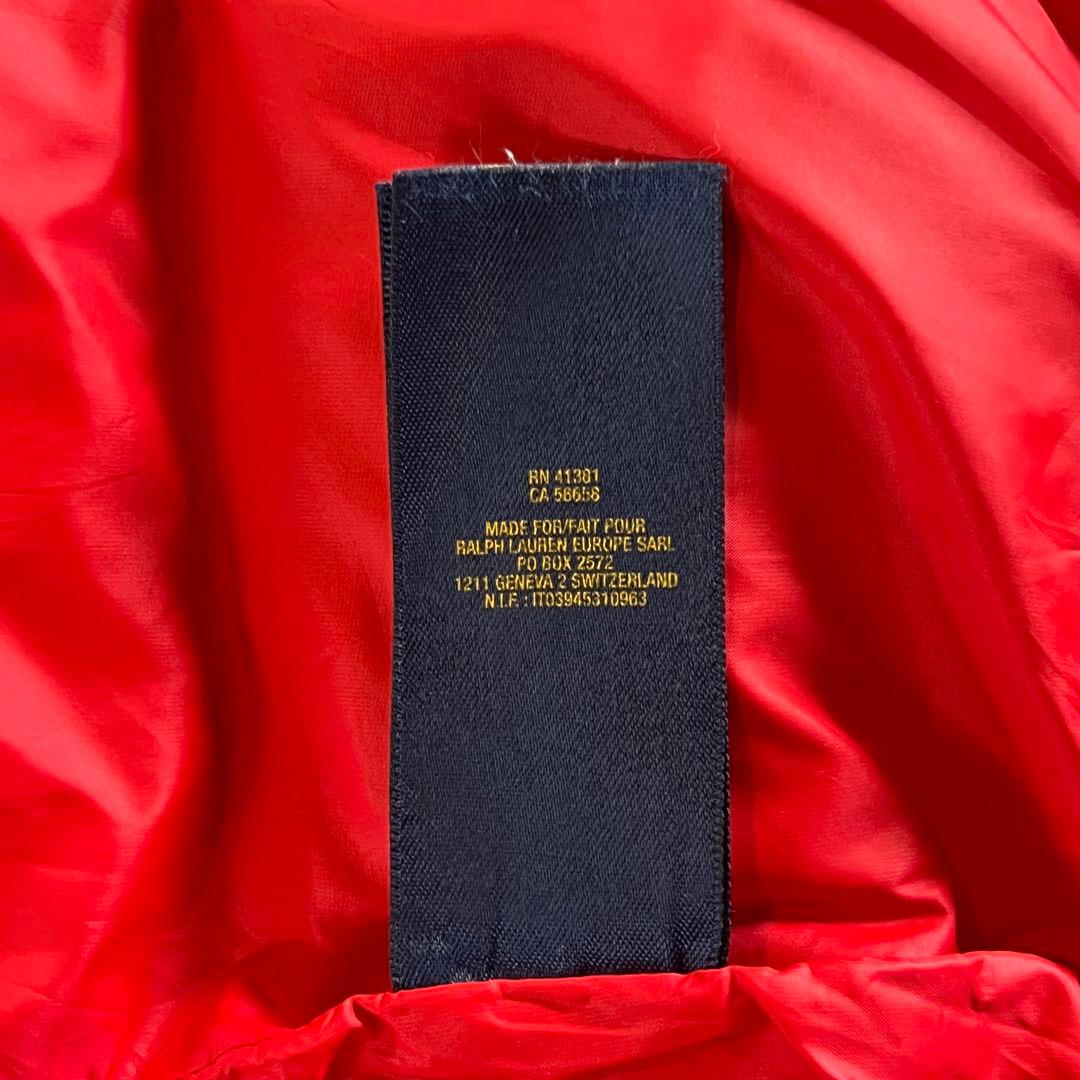 RN 41381
CA 56658
MADE FOR/FAIT POUR
RALPH LAUREN EUROPE SARL
PO BOX 2572
1211 GENEVA 2 SWITZERLAND
N.I.F. : IT03945310963